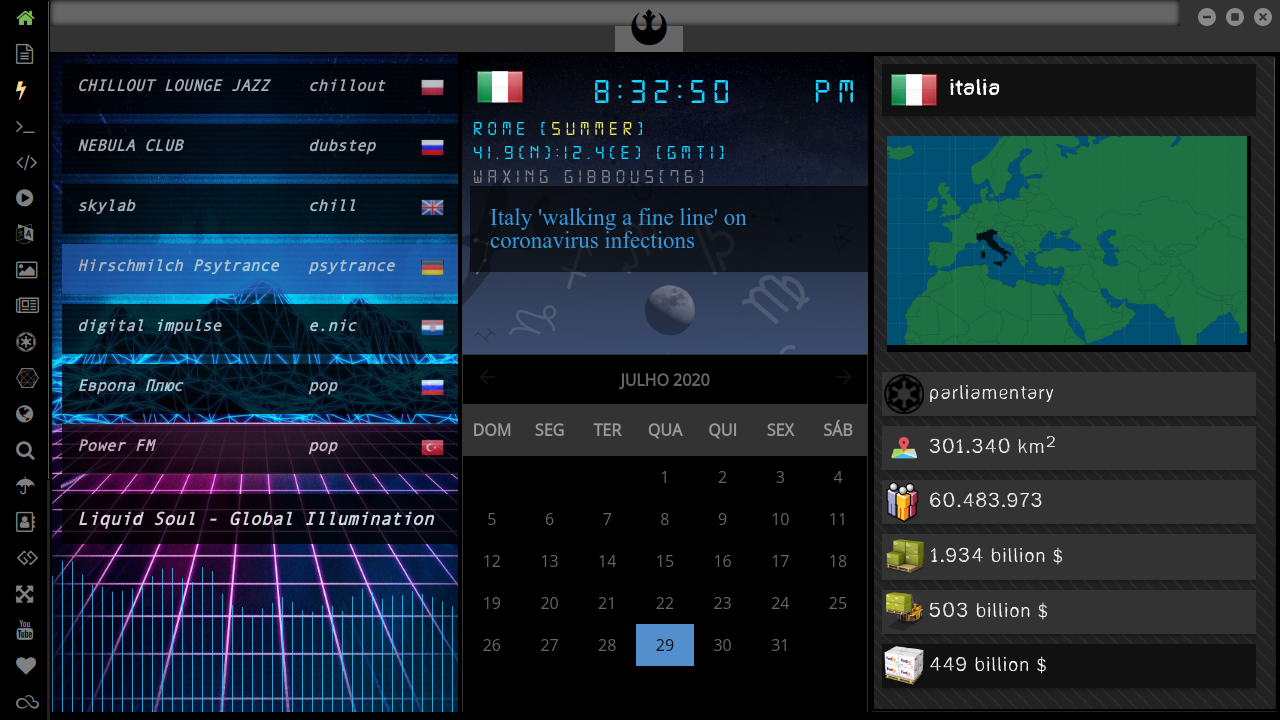 CHILLOUT LOUNGE JAZZ chillout
NEBULA CLUB dubstep
skylab chill
Hirschmilch Psytrance psytrance
digital impulse e.nic
Европа Плюс pop
Power FM pop
Liquid Soul - Global Illumination
8:32:50 PM
ROME (SUMMER)
41.9(N):12.4(E) (GMT1)
WAXING GIBBOUS(76)
Italy 'walking a fine line' on
coronavirus infections
JULHO 2020
DOM SEG TER QUA QUI SEX SÁB
1 2 3 4
5 6 7 8 9 10 11
12 13 14 15 16 17 18
19 20 21 22 23 24 25
26 27 28 29 30 31
italia
parliamentary
301.340 km²
60.483.973
1.934 billion $
503 billion $
449 billion $
You
Tube